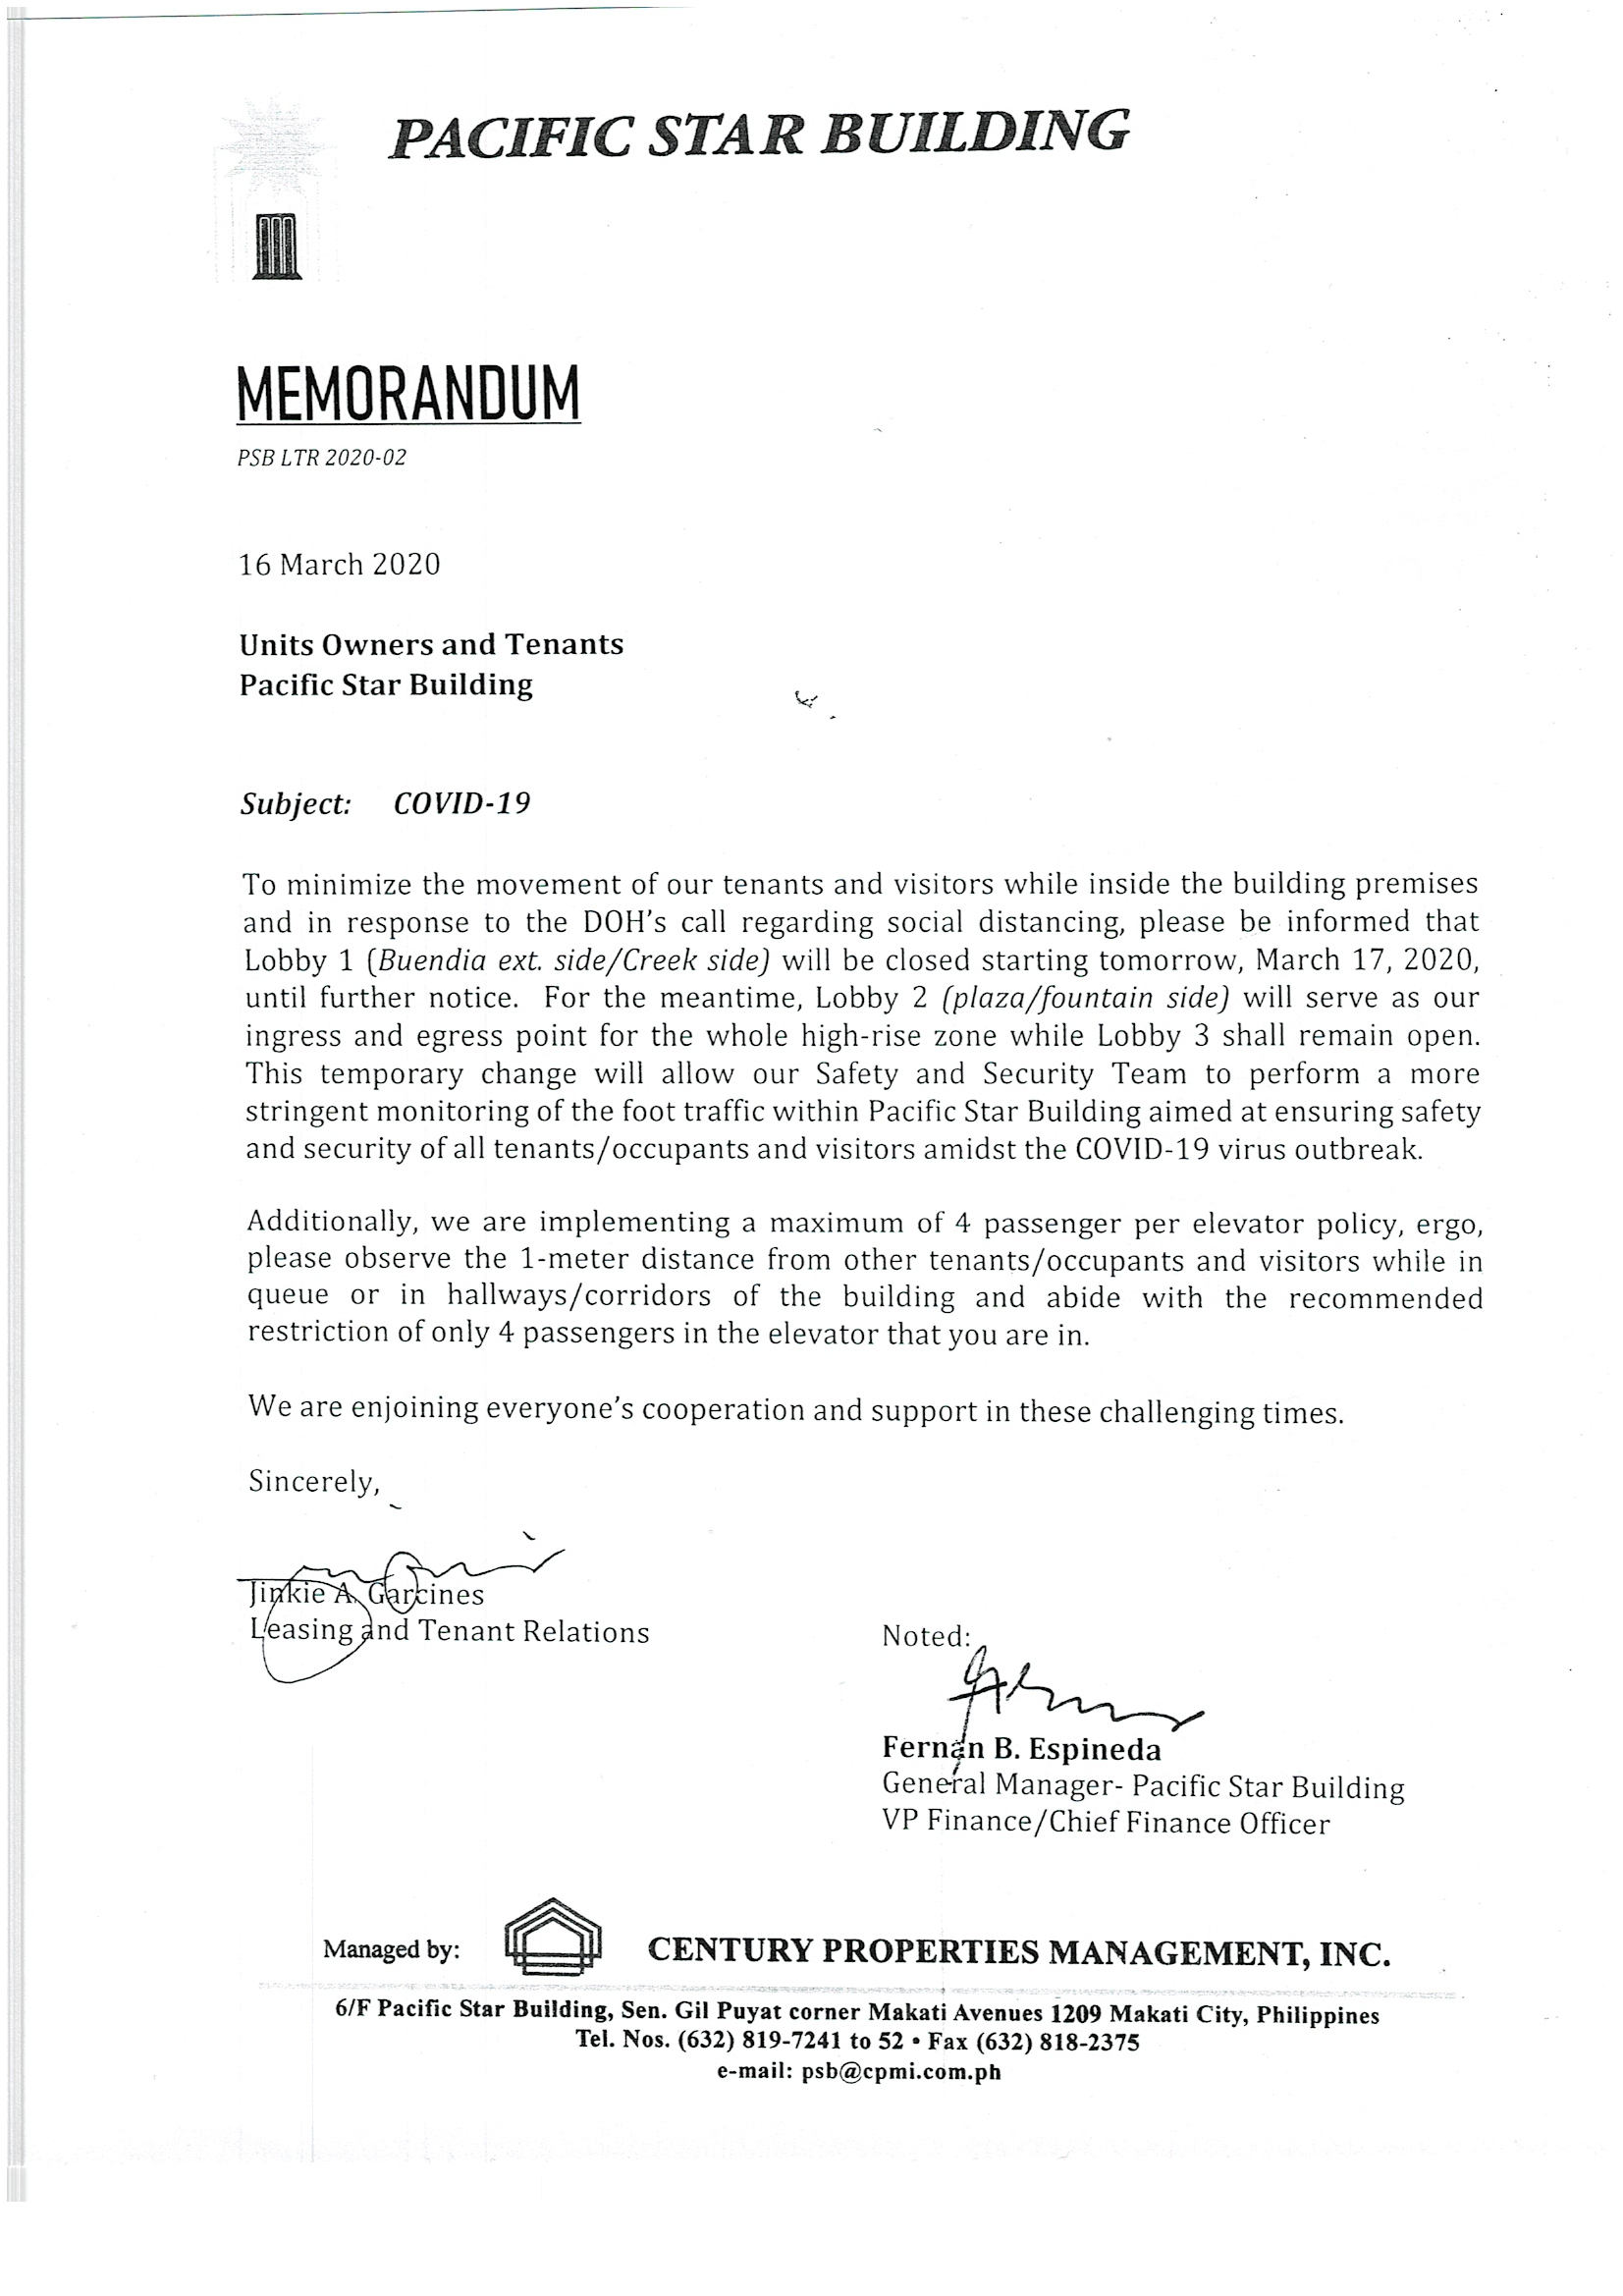 PACIFIC STAR BUILDING
MEMORANDUM
PSB LTR 2020-02
16 March 2020
Units Owners and Tenants
Pacific Star Building
Subject: COVID-19
To minimize the movement of our tenants and visitors while inside the building premises
and in response to the DOH's call regarding social distancing, please be informed that
Lobby 1 (Buendia ext. side/Creek side) will be closed starting tomorrow, March 17, 2020,
until further notice. For the meantime, Lobby 2 (plaza/fountain side) will serve as our
ingress and egress point for the whole high-rise zone while Lobby 3 shall remain open.
This temporary change will allow our Safety and Security Team to perform a more
stringent monitoring of the foot traffic within Pacific Star Building aimed at ensuring safety
and security of all tenants/occupants and visitors amidst the COVID-19 virus outbreak.
Additionally, we are implementing a maximum of 4 passenger per elevator policy, ergo,
please observe the 1-meter distance from other tenants/occupants and visitors while in
queue or in hallways/corridors of the building and abide with the recommended
restriction of only 4 passengers in the elevator that you are in.
We are enjoining everyone's cooperation and support in these challenging times.
Sincerely,
Jinkie A. Garcines
Leasing and Tenant Relations
Noted:
Fernan B. Espineda
General Manager- Pacific Star Building
VP Finance/Chief Finance Officer
Managed by: CENTURY PROPERTIES MANAGEMENT, INC.
6/F Pacific Star Building, Sen. Gil Puyat corner Makati Avenues 1209 Makati City, Philippines
Tel. Nos. (632) 819-7241 to 52 • Fax (632) 818-2375
e-mail: psb@cpmi.com.ph